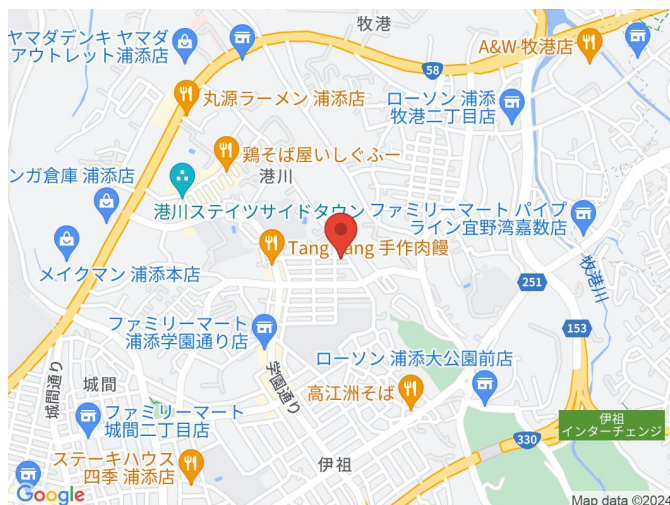 牧港
ヤマダデンキ ヤマダ
アウトレット浦添店
A&W 牧港店
58
丸源ラーメン 浦添店
ローソン 浦添
牧港二丁目店
鶏そば屋いしぐふー
港川
ンガ倉庫 浦添店
港川ステイツサイドタウン
ファミリーマート パイプ
ライン宜野湾嘉数店
メイクマン 浦添本店
手作肉饅
251
牧港川
153
ファミリーマート
浦添学園通り店
ローソン 浦添大公園前店
城間通り
城間
学園通り
高江洲そば
ファミリーマート
城間二丁目店
伊祖
インターチェンジ
330
ステーキハウス
四季 浦添店
伊祖
Google
Map data ©2024